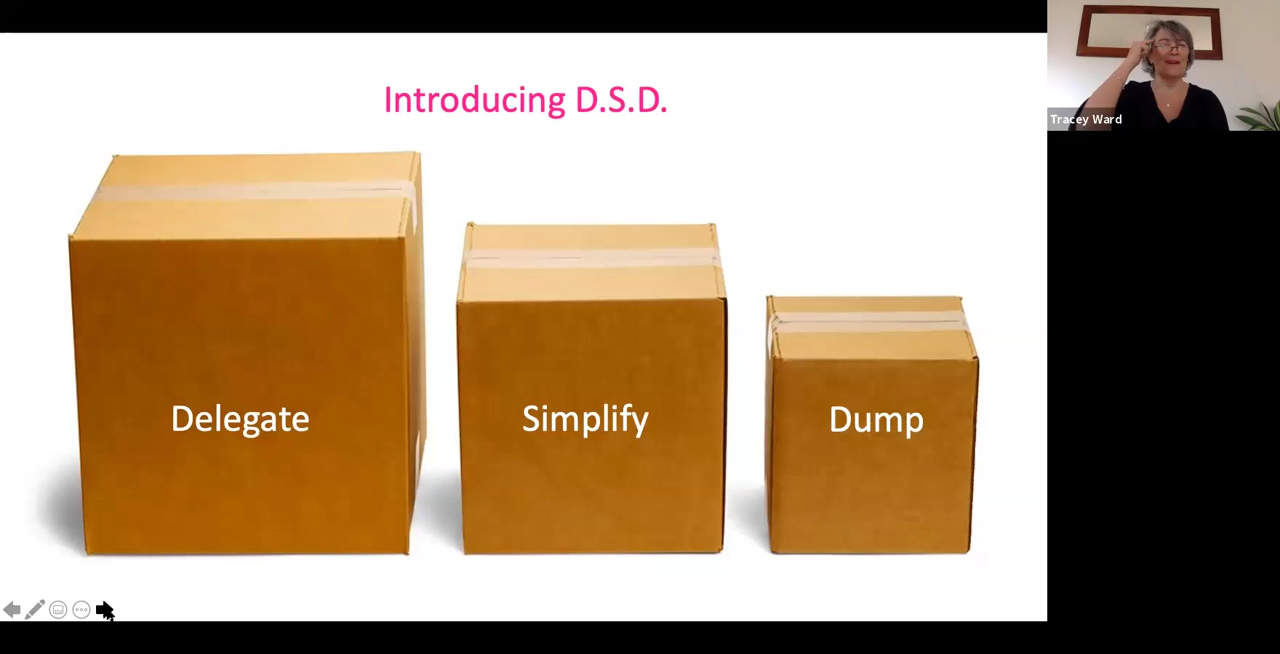 Introducing D.S.D.
Tracey Ward
Delegate
Simplify
Dump